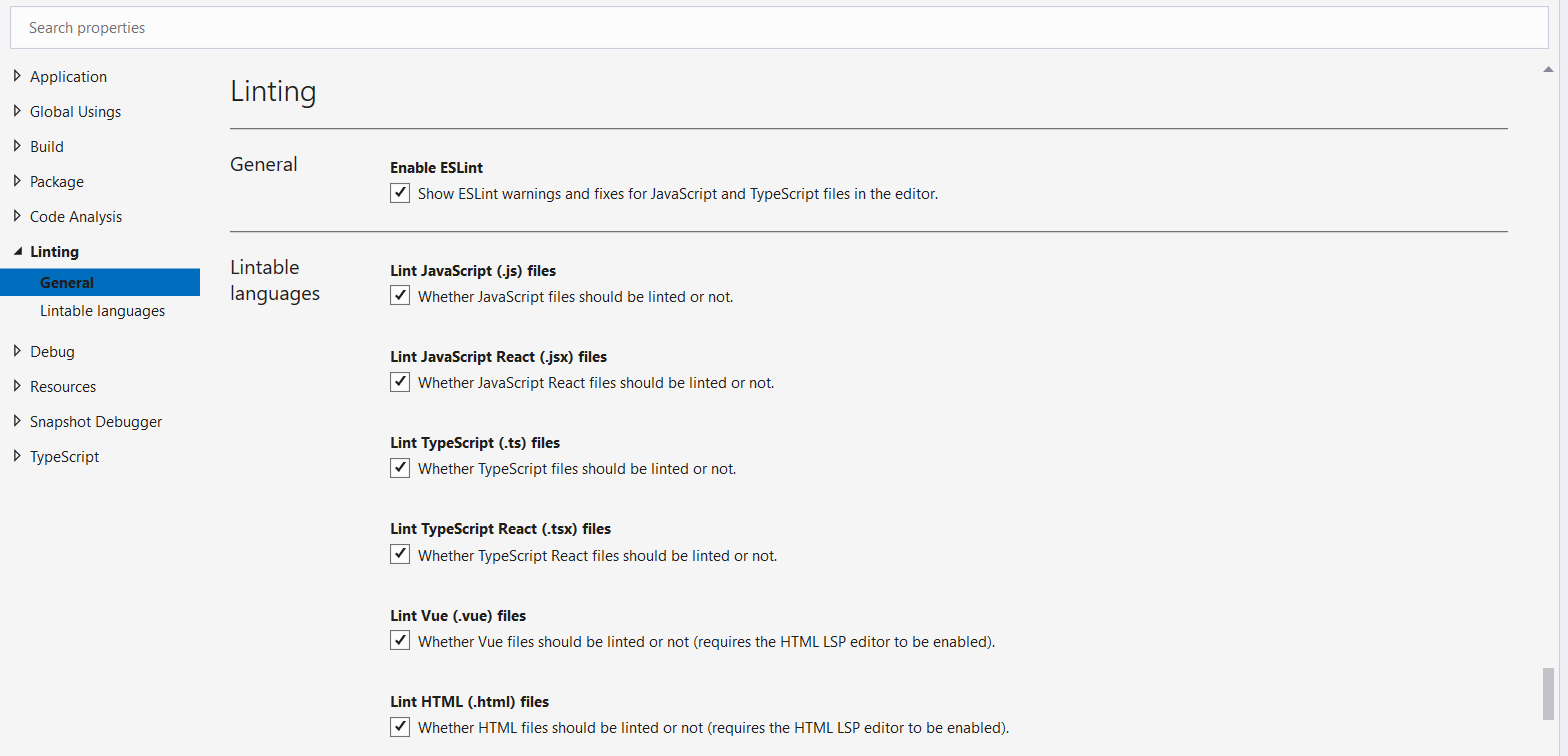 Search properties
Application
Global Usings
Build
Package
Code Analysis
Linting
General
Lintable languages
Debug
Resources
Snapshot Debugger
TypeScript
Linting
General
Enable ESLint
Show ESLint warnings and fixes for JavaScript and TypeScript files in the editor.
Lintable
languages
Lint JavaScript (.js) files
Whether JavaScript files should be linted or not.
Lint JavaScript React (.jsx) files
Whether JavaScript React files should be linted or not.
Lint TypeScript (.ts) files
Whether TypeScript files should be linted or not.
Lint TypeScript React (.tsx) files
Whether TypeScript React files should be linted or not.
Lint Vue (.vue) files
Whether Vue files should be linted or not (requires the HTML LSP editor to be enabled).
Lint HTML (.html) files
Whether HTML files should be linted or not (requires the HTML LSP editor to be enabled).